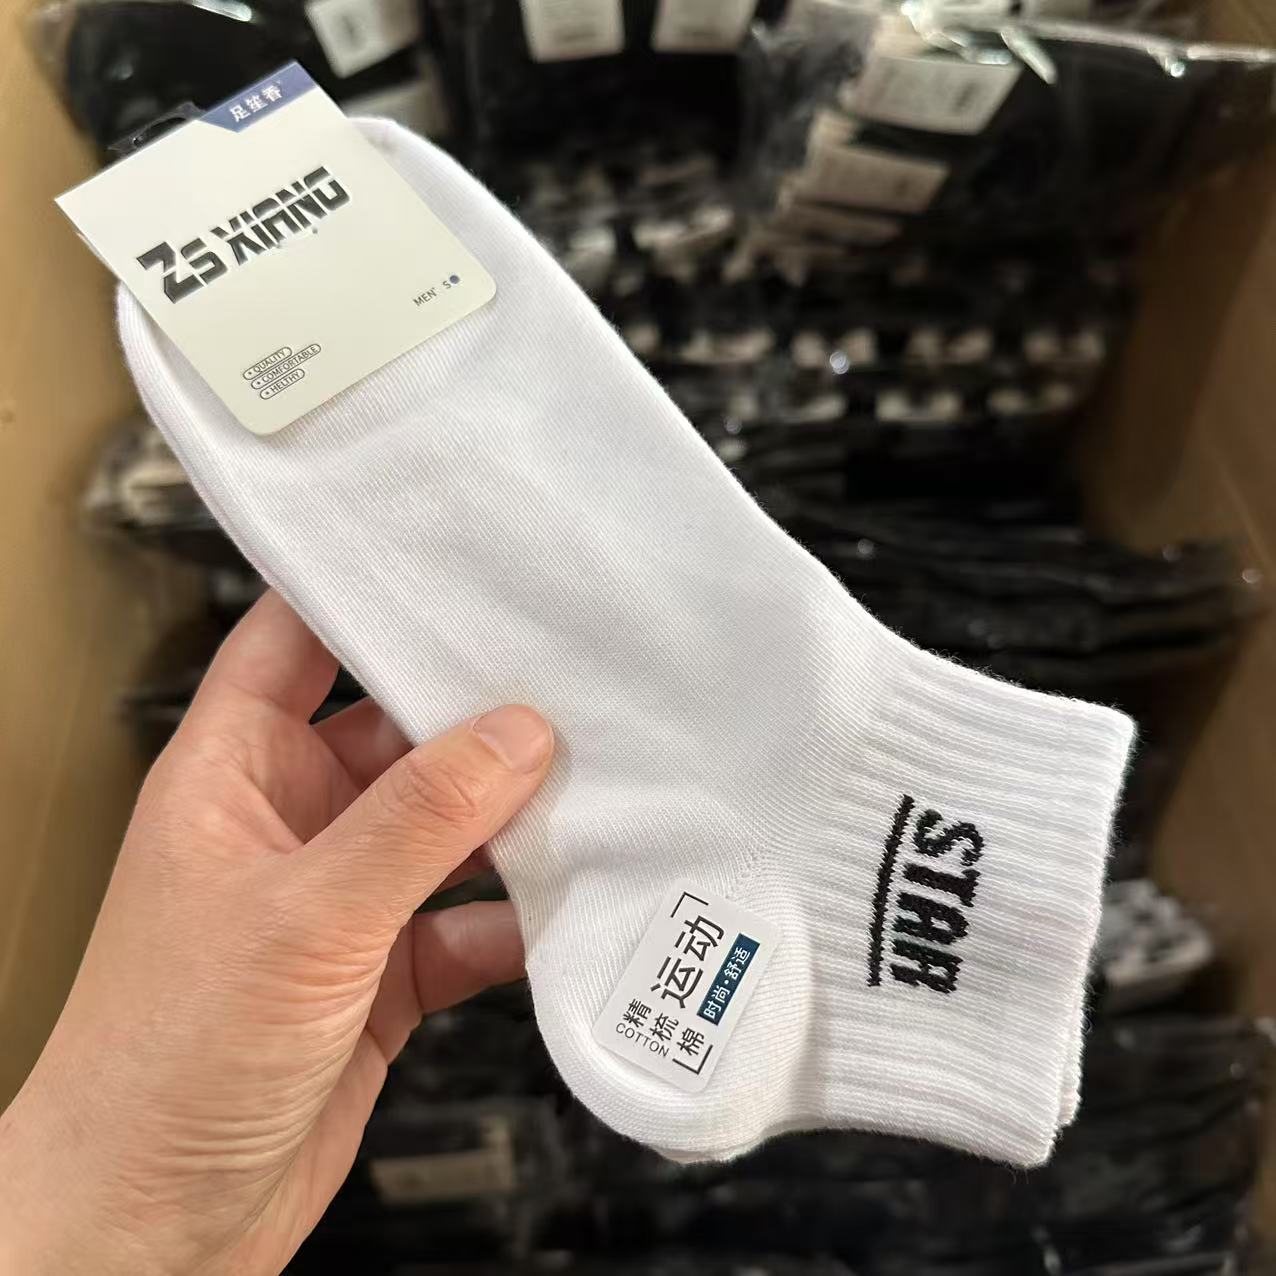 足笙香
ZS XIANG
MEN' S
• QUALITY
• COMFORTABLE
• HELTHY
STAR
运动
时尚·舒适
精梳棉
COTTON